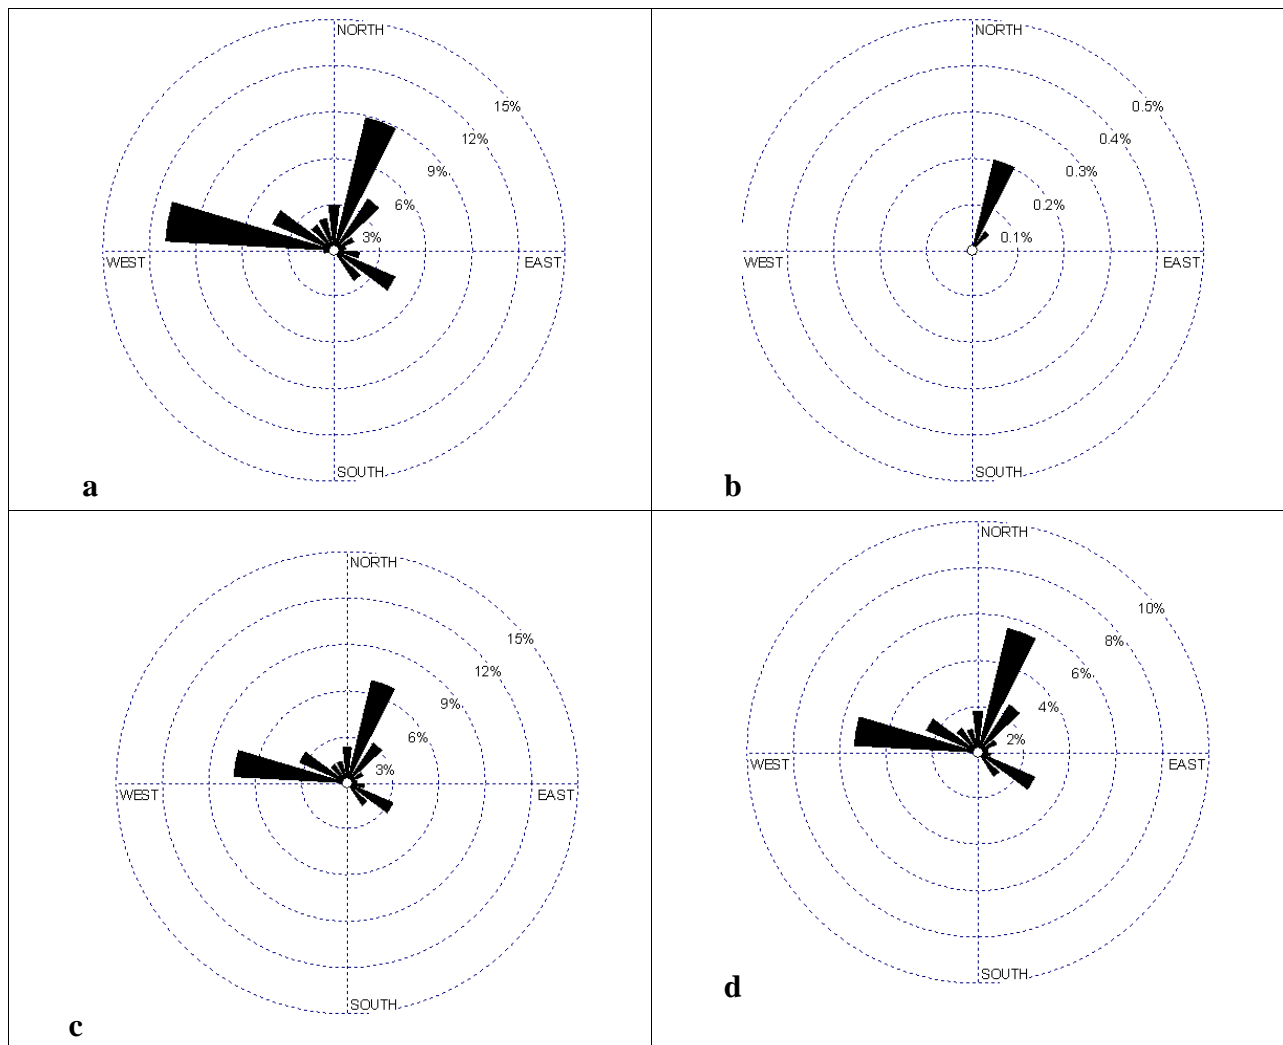 NORTH
15%
12%
9%
6%
3%
WEST
EAST
SOUTH
a
NORTH
0.5%
0.4%
0.3%
0.2%
0.1%
WEST
EAST
SOUTH
b
NORTH
15%
12%
9%
6%
3%
WEST
EAST
SOUTH
c
NORTH
10%
8%
6%
4%
2%
WEST
EAST
SOUTH
d